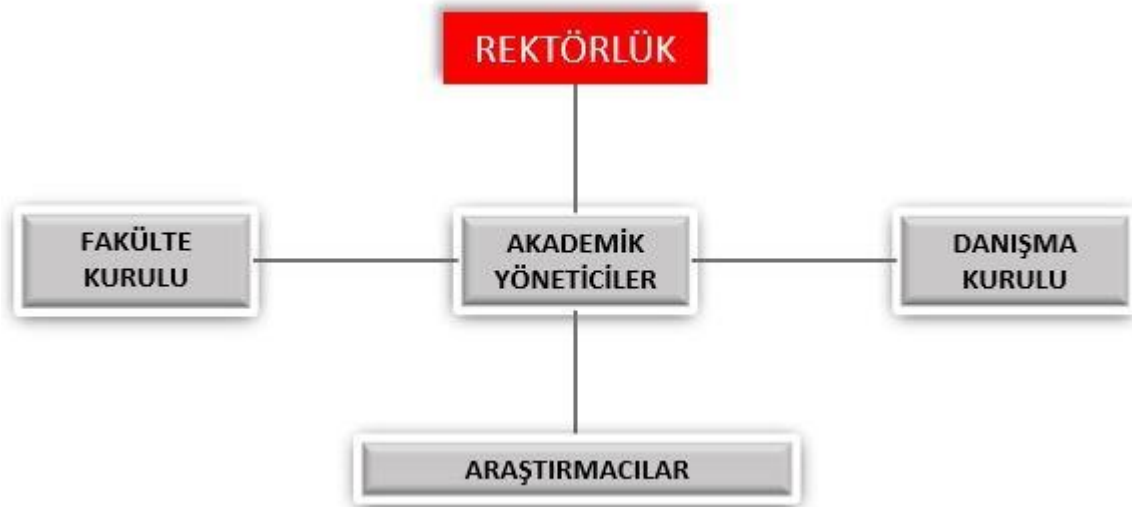 REKTÖRLÜK
FAKÜLTE
KURULU
AKADEMİK
YÖNETİCİLER
DANIŞMA
KURULU
ARAŞTIRMACILAR